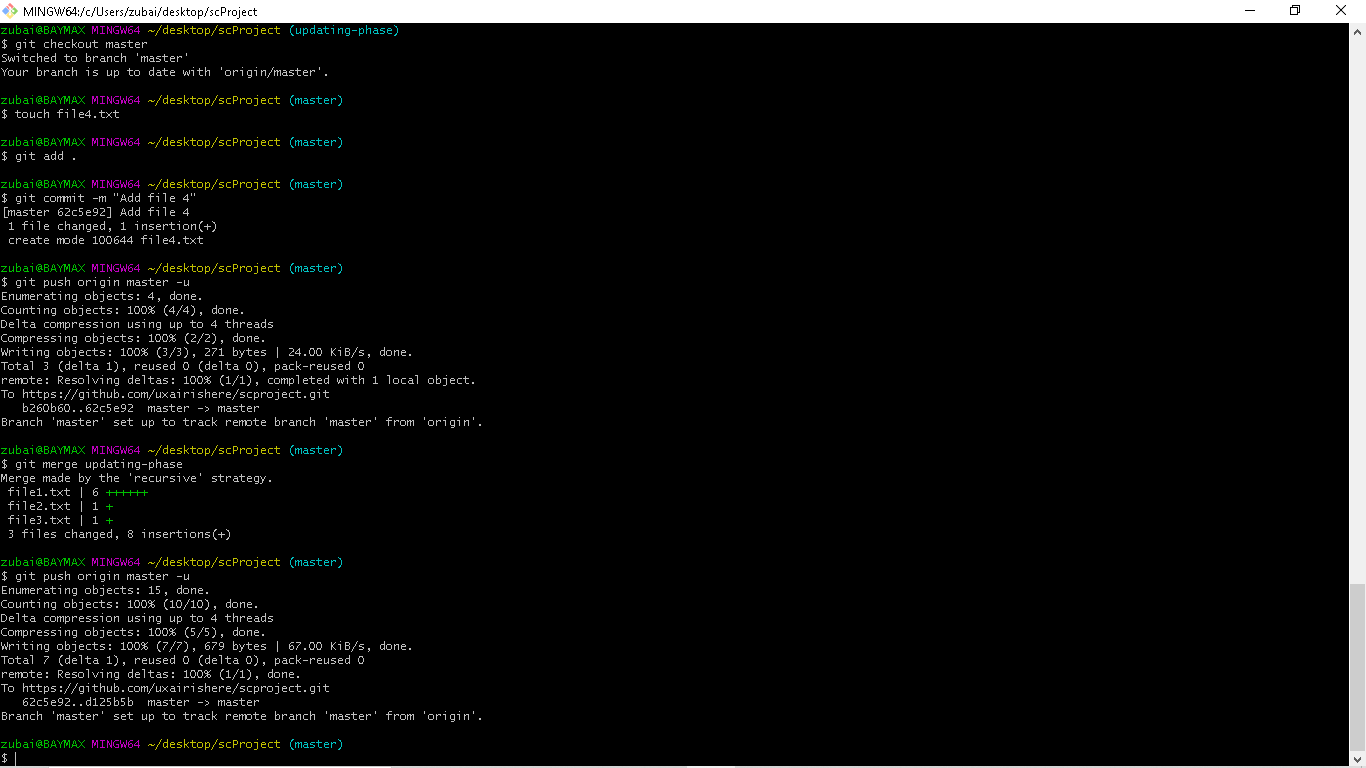 MINGW64:/c/Users/zubai/desktop/scProject
zubai@BAYMAX MINGW64 ~/desktop/scProject (updating-phase)
$ git checkout master
Switched to branch 'master'
Your branch is up to date with 'origin/master'.
zubai@BAYMAX MINGW64 ~/desktop/scProject (master)
$ touch file4.txt
zubai@BAYMAX MINGW64 ~/desktop/scProject (master)
$ git add .
zubai@BAYMAX MINGW64 ~/desktop/scProject (master)
$ git commit -m "Add file 4"
[master 62c5e92] Add file 4
 1 file changed, 1 insertion(+)
 create mode 100644 file4.txt
zubai@BAYMAX MINGW64 ~/desktop/scProject (master)
$ git push origin master -u
Enumerating objects: 4, done.
Counting objects: 100% (4/4), done.
Delta compression using up to 4 threads
Compressing objects: 100% (2/2), done.
Writing objects: 100% (3/3), 271 bytes | 24.00 KiB/s, done.
Total 3 (delta 1), reused 0 (delta 0), pack-reused 0
remote: Resolving deltas: 100% (1/1), completed with 1 local object.
To https://github.com/uxairishere/scproject.git
   b260b60..62c5e92  master -> master
Branch 'master' set up to track remote branch 'master' from 'origin'.
zubai@BAYMAX MINGW64 ~/desktop/scProject (master)
$ git merge updating-phase
Merge made by the 'recursive' strategy.
 file1.txt | 6 ++++++
 file2.txt | 1 +
 file3.txt | 1 +
 3 files changed, 8 insertions(+)
zubai@BAYMAX MINGW64 ~/desktop/scProject (master)
$ git push origin master -u
Enumerating objects: 15, done.
Counting objects: 100% (10/10), done.
Delta compression using up to 4 threads
Compressing objects: 100% (5/5), done.
Writing objects: 100% (7/7), 679 bytes | 67.00 KiB/s, done.
Total 7 (delta 1), reused 0 (delta 0), pack-reused 0
remote: Resolving deltas: 100% (1/1), done.
To https://github.com/uxairishere/scproject.git
   62c5e92..d125b5b  master -> master
Branch 'master' set up to track remote branch 'master' from 'origin'.
zubai@BAYMAX MINGW64 ~/desktop/scProject (master)
$